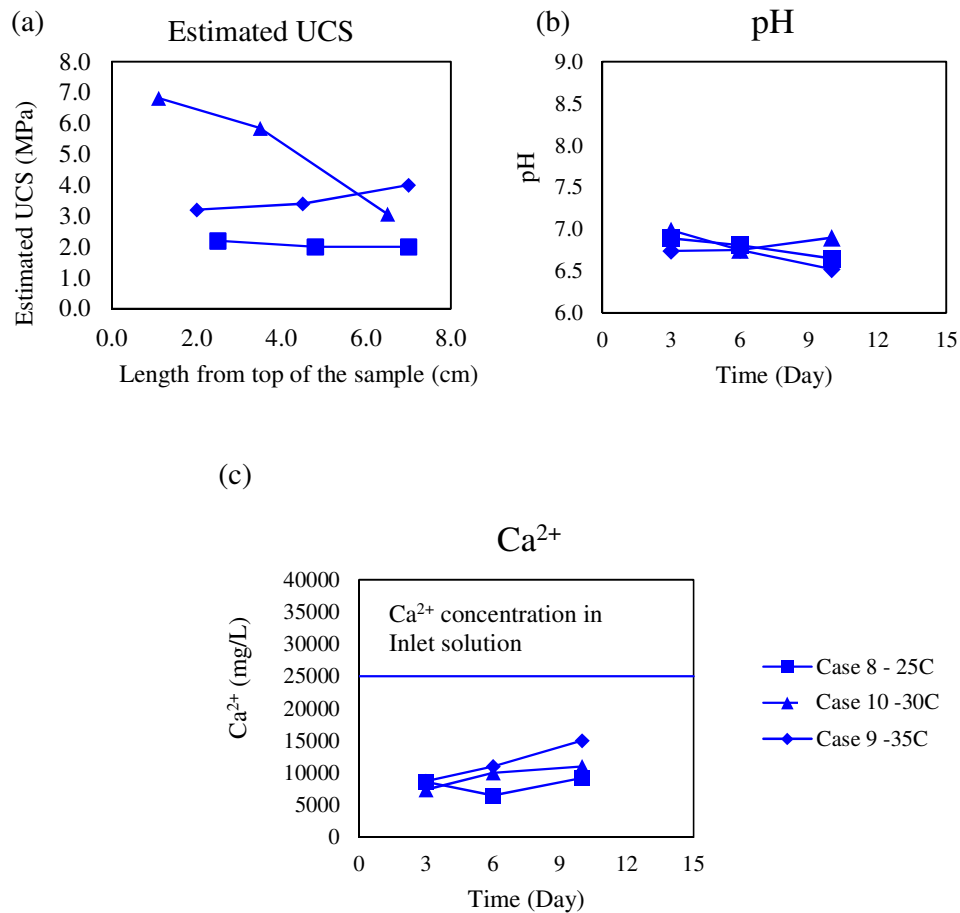 (a)
Estimated UCS
Estimated UCS (MPa)
8.0
7.0
6.0
5.0
4.0
3.0
2.0
1.0
0.0
0.0 2.0 4.0 6.0 8.0
Length from top of the sample (cm)
(b)
pH
pH
9.0
8.5
8.0
7.5
7.0
6.5
6.0
0 3 6 9 12 15
Time (Day)
(c)
Ca²⁺
Ca²⁺ (mg/L)
40000
35000
30000
25000
20000
15000
10000
5000
0
Ca²⁺ concentration in
Inlet solution
0 3 6 9 12 15
Time (Day)
Case 8 - 25C
Case 10 -30C
Case 9 -35C